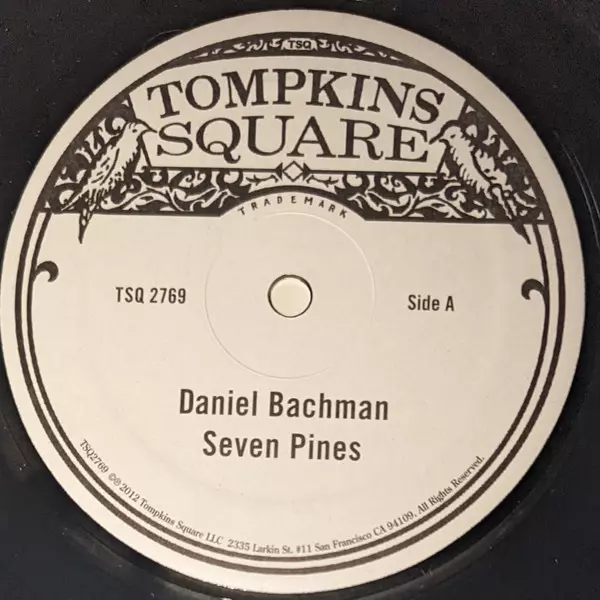 TSQ
TOMPKINS
SQUARE
TRADEMARK
TSQ 2769
Side A
Daniel Bachman
Seven Pines
TSQ2769 ©℗ 2012 Tompkins Square LLC 2335 Larkin St. #11 San Francisco CA 94109, All Rights Reserved.